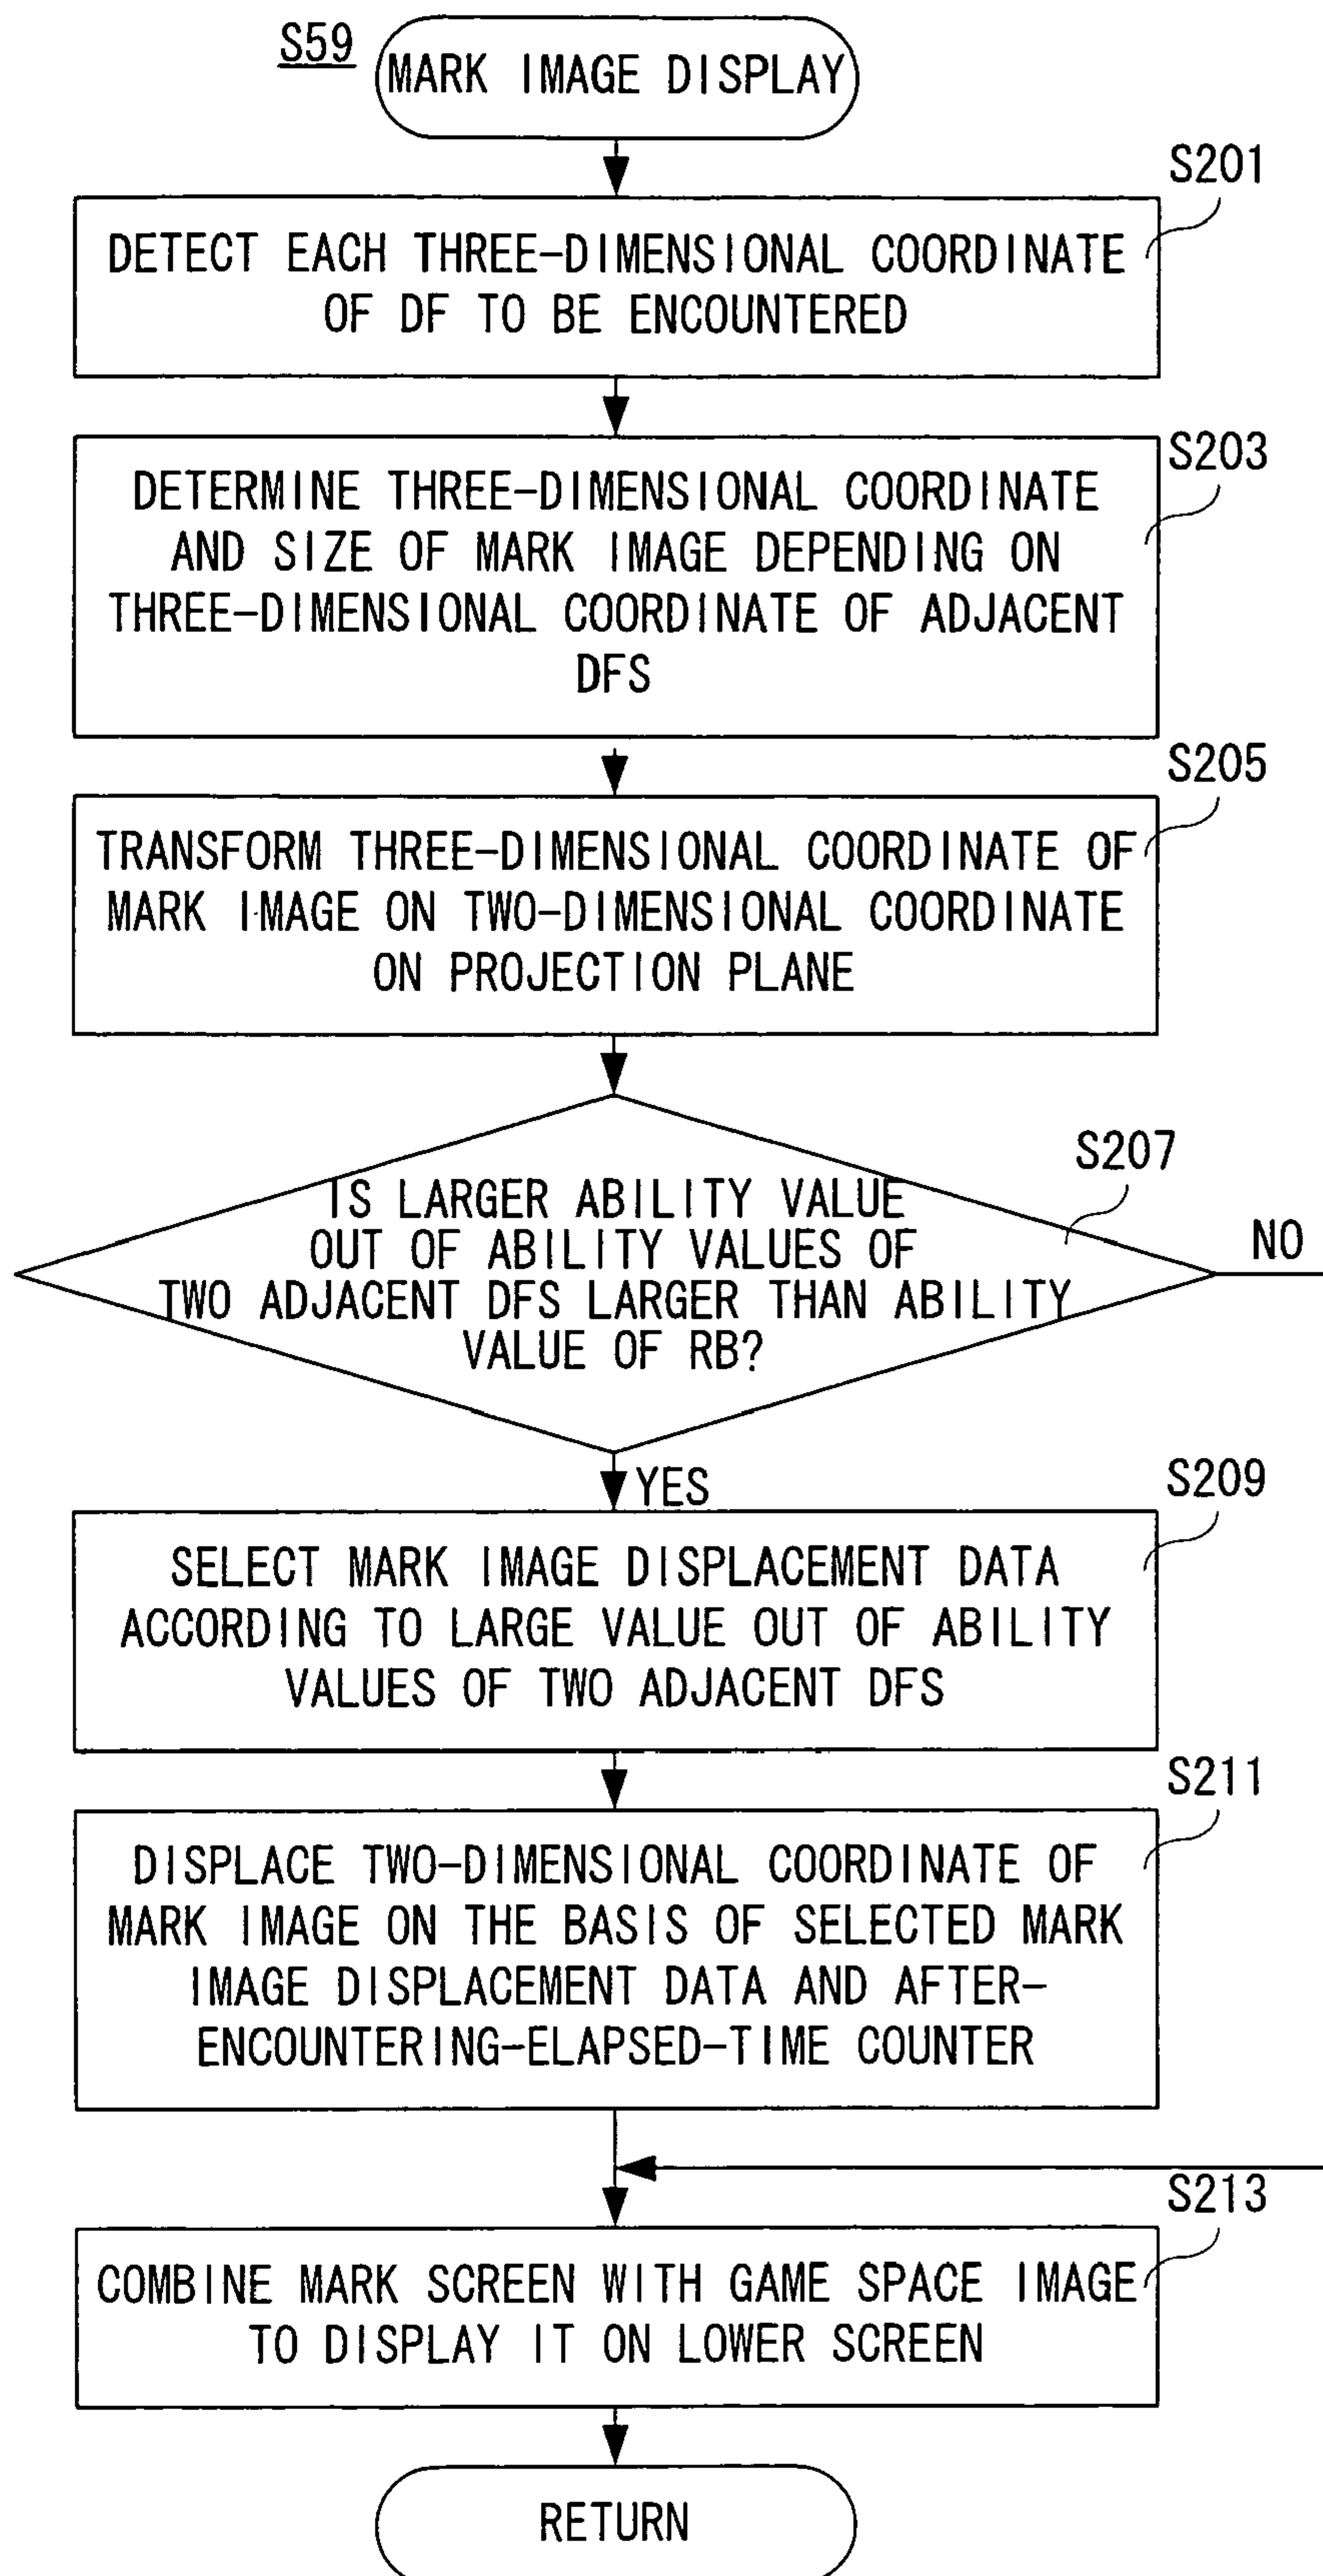 S59
MARK IMAGE DISPLAY
S201
DETECT EACH THREE-DIMENSIONAL COORDINATE
OF DF TO BE ENCOUNTERED
S203
DETERMINE THREE-DIMENSIONAL COORDINATE
AND SIZE OF MARK IMAGE DEPENDING ON
THREE-DIMENSIONAL COORDINATE OF ADJACENT
DFS
S205
TRANSFORM THREE-DIMENSIONAL COORDINATE OF
MARK IMAGE ON TWO-DIMENSIONAL COORDINATE
ON PROJECTION PLANE
S207
IS LARGER ABILITY VALUE
OUT OF ABILITY VALUES OF
TWO ADJACENT DFS LARGER THAN ABILITY
VALUE OF RB?
NO
YES
S209
SELECT MARK IMAGE DISPLACEMENT DATA
ACCORDING TO LARGE VALUE OUT OF ABILITY
VALUES OF TWO ADJACENT DFS
S211
DISPLACE TWO-DIMENSIONAL COORDINATE OF
MARK IMAGE ON THE BASIS OF SELECTED MARK
IMAGE DISPLACEMENT DATA AND AFTER-
ENCOUNTERING-ELAPSED-TIME COUNTER
S213
COMBINE MARK SCREEN WITH GAME SPACE IMAGE
TO DISPLAY IT ON LOWER SCREEN
RETURN